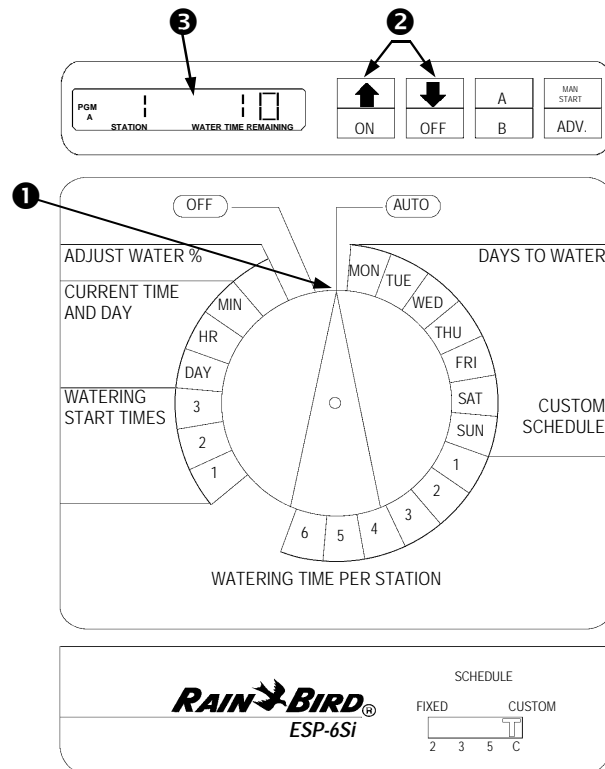 ❸
❷
PGM
A
1
10
STATION
WATER TIME REMAINING
ON
OFF
A
B
MAN
START
ADV.
❶
OFF
AUTO
ADJUST WATER %
DAYS TO WATER
CURRENT TIME
AND DAY
MIN
HR
DAY
WATERING
START TIMES
3
2
1
MON
TUE
WED
THU
FRI
SAT
SUN
CUSTOM
SCHEDULE
1
2
3
4
5
6
WATERING TIME PER STATION
RAIN BIRD®
ESP-6Si
SCHEDULE
FIXED CUSTOM
2 3 5 C